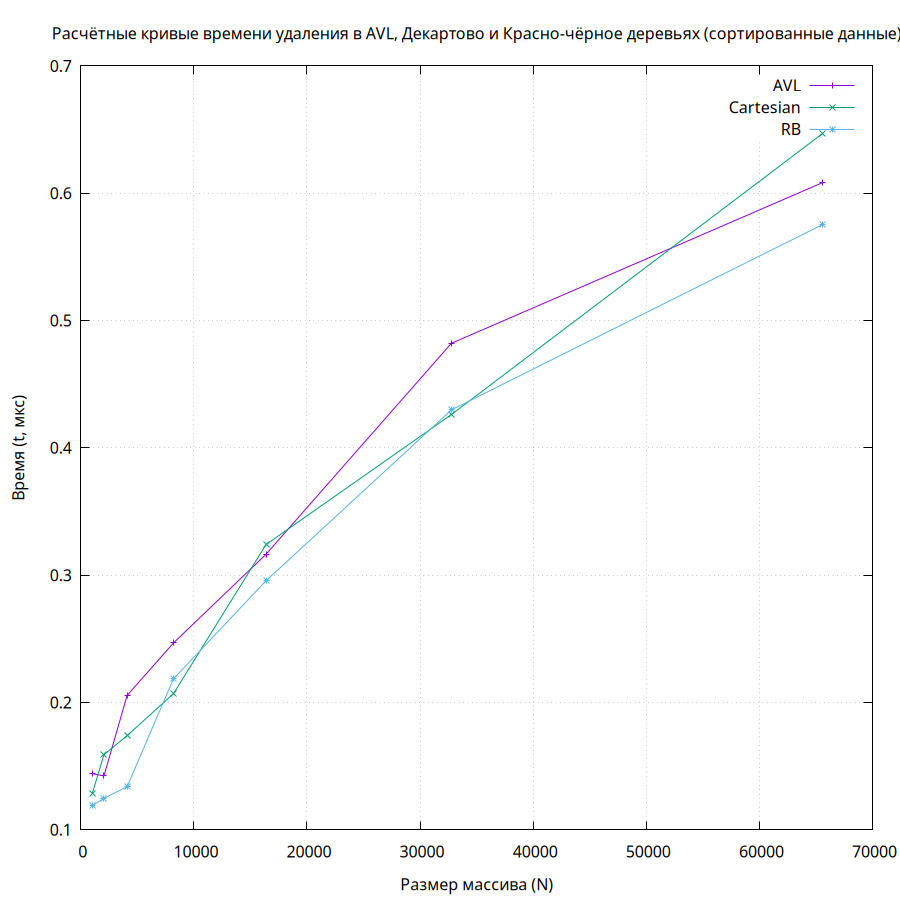 Расчётные кривые времени удаления в AVL, Декартово и Красно-чёрное деревьях (сортированные данные)
0.7
AVL
Cartesian
RB
0.6
0.5
0.4
0.3
0.2
0.1
Время (t, мкс)
0 10000 20000 30000 40000 50000 60000 70000
Размер массива (N)